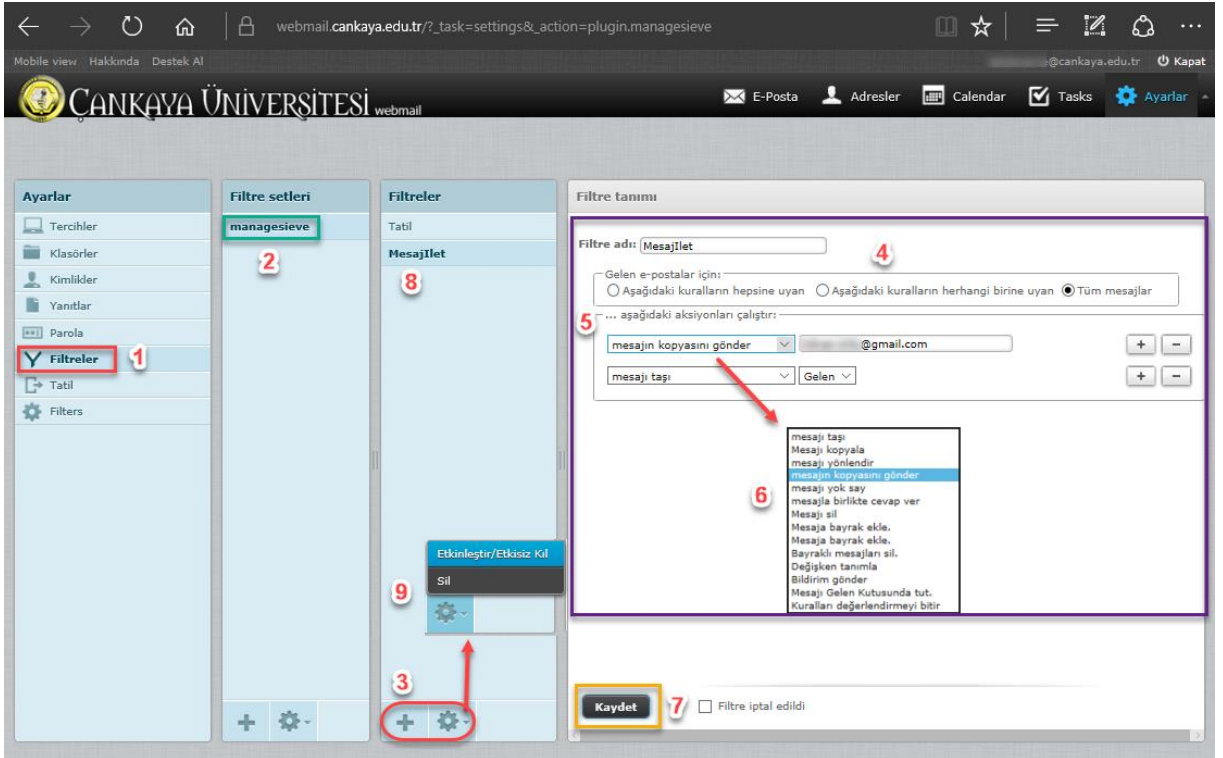 webmail.cankaya.edu.tr/?_task=settings&_action=plugin.managesieve
Mobile view Hakkında Destek Al
@cankaya.edu.tr Kapat
ÇANKAYA ÜNİVERSİTESİ webmail
E-Posta Adresler Calendar Tasks Ayarlar
Ayarlar
Tercihler
Klasörler
Kimlikler
Yanıtlar
Parola
Filtreler 1
Tatil
Filters
Filtre setleri
managesieve
2
Filtreler
Tatil
MesajIlet
8
Etkinleştir/Etkisiz Kıl
Sil
9
3
Filtre tanımı
Filtre adı: MesajIlet
4
Gelen e-postalar için:
Aşağıdaki kuralların hepsine uyan Aşağıdaki kuralların herhangi birine uyan Tüm mesajlar
5 ... aşağıdaki aksiyonları çalıştır:
mesajın kopyasını gönder @gmail.com + -
mesajı taşı Gelen + -
mesajı taşı
Mesajı kopyala
mesajı yönlendir
mesajın kopyasını gönder
mesajı yok say
mesajla birlikte cevap ver
Mesajı sil
Mesaja bayrak ekle.
Mesaja bayrak ekle.
Bayraklı mesajları sil.
Değişken tanımla
Bildirim gönder
Mesajı Gelen Kutusunda tut.
Kuralları değerlendirmeyi bitir
6
Kaydet 7 Filtre iptal edildi